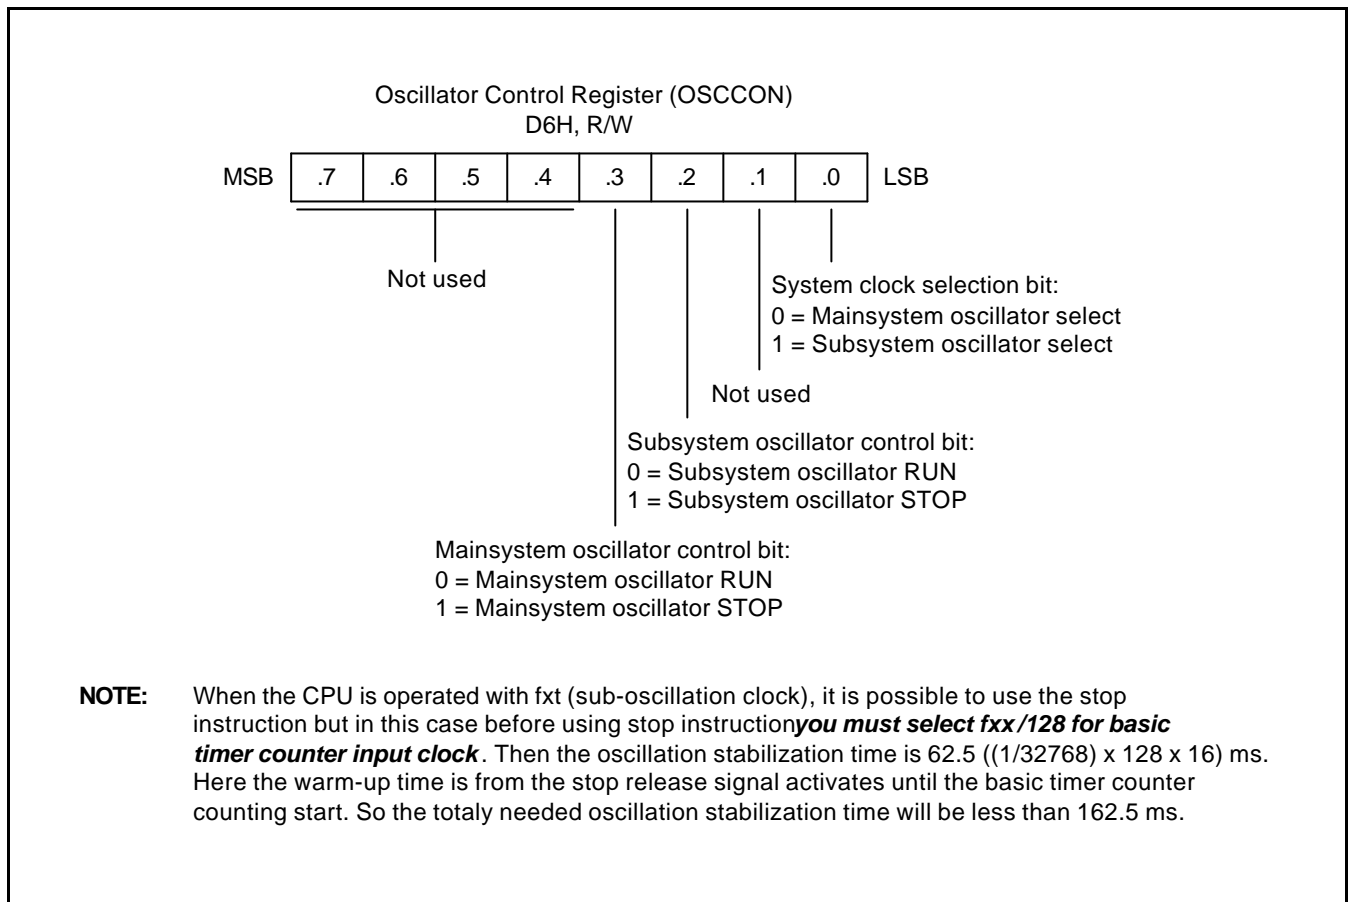 Oscillator Control Register (OSCCON)
D6H, R/W
MSB .7 .6 .5 .4 .3 .2 .1 .0 LSB
Not used
System clock selection bit:
0 = Mainsystem oscillator select
1 = Subsystem oscillator select
Not used
Subsystem oscillator control bit:
0 = Subsystem oscillator RUN
1 = Subsystem oscillator STOP
Mainsystem oscillator control bit:
0 = Mainsystem oscillator RUN
1 = Mainsystem oscillator STOP
NOTE: When the CPU is operated with fxt (sub-oscillation clock), it is possible to use the stop
instruction but in this case before using stop instructionyou must select fxx/128 for basic
timer counter input clock. Then the oscillation stabilization time is 62.5 ((1/32768) x 128 x 16) ms.
Here the warm-up time is from the stop release signal activates until the basic timer counter
counting start. So the totaly needed oscillation stabilization time will be less than 162.5 ms.